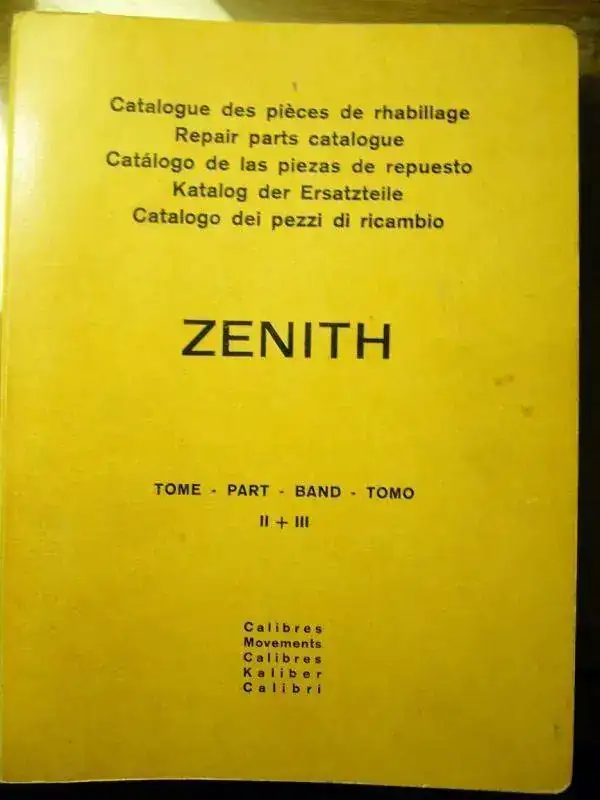 Catalogue des pièces de rhabillage
Repair parts catalogue
Catálogo de las piezas de repuesto
Katalog der Ersatzteile
Catalogo dei pezzi di ricambio
ZENITH
TOME - PART - BAND - TOMO
II + III
Calibres
Movements
Calibres
Kaliber
Calibri